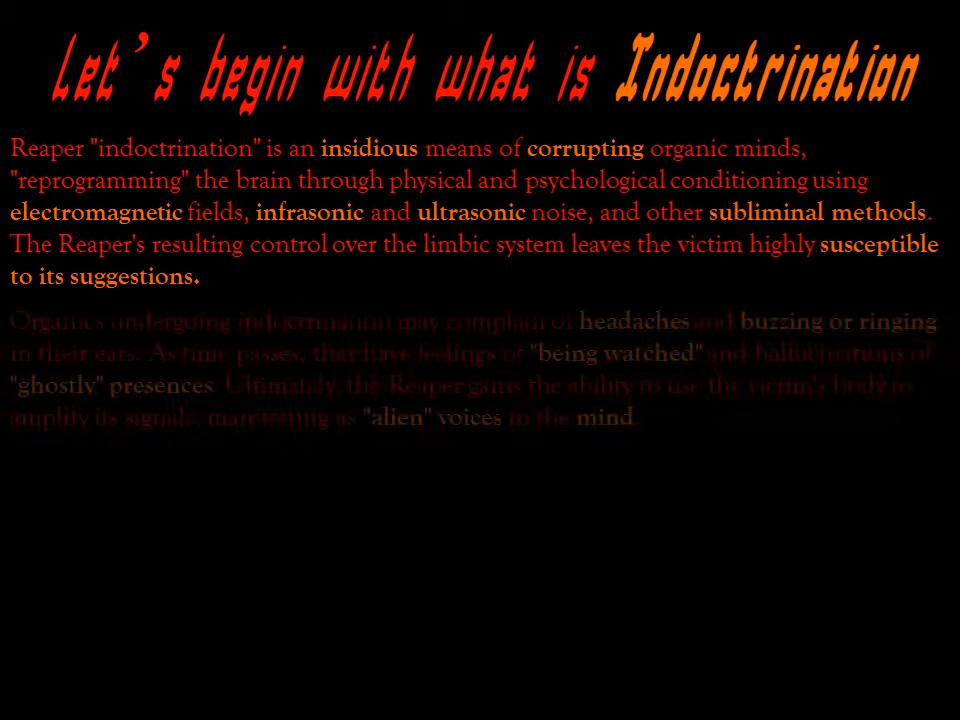 Let's begin with what is Indoctrination
Reaper "indoctrination" is an insidious means of corrupting organic minds,
"reprogramming" the brain through physical and psychological conditioning using
electromagnetic fields, infrasonic and ultrasonic noise, and other subliminal methods.
The Reaper's resulting control over the limbic system leaves the victim highly susceptible
to its suggestions.
Organics undergoing indoctrination may complain of headaches and buzzing or ringing
in their ears. As time passes, they have feelings of "being watched" and hallucinations of
"ghostly" presences. Ultimately, the Reaper gains the ability to use the victim's body to
amplify its signals, manifesting as "alien" voices in the mind.